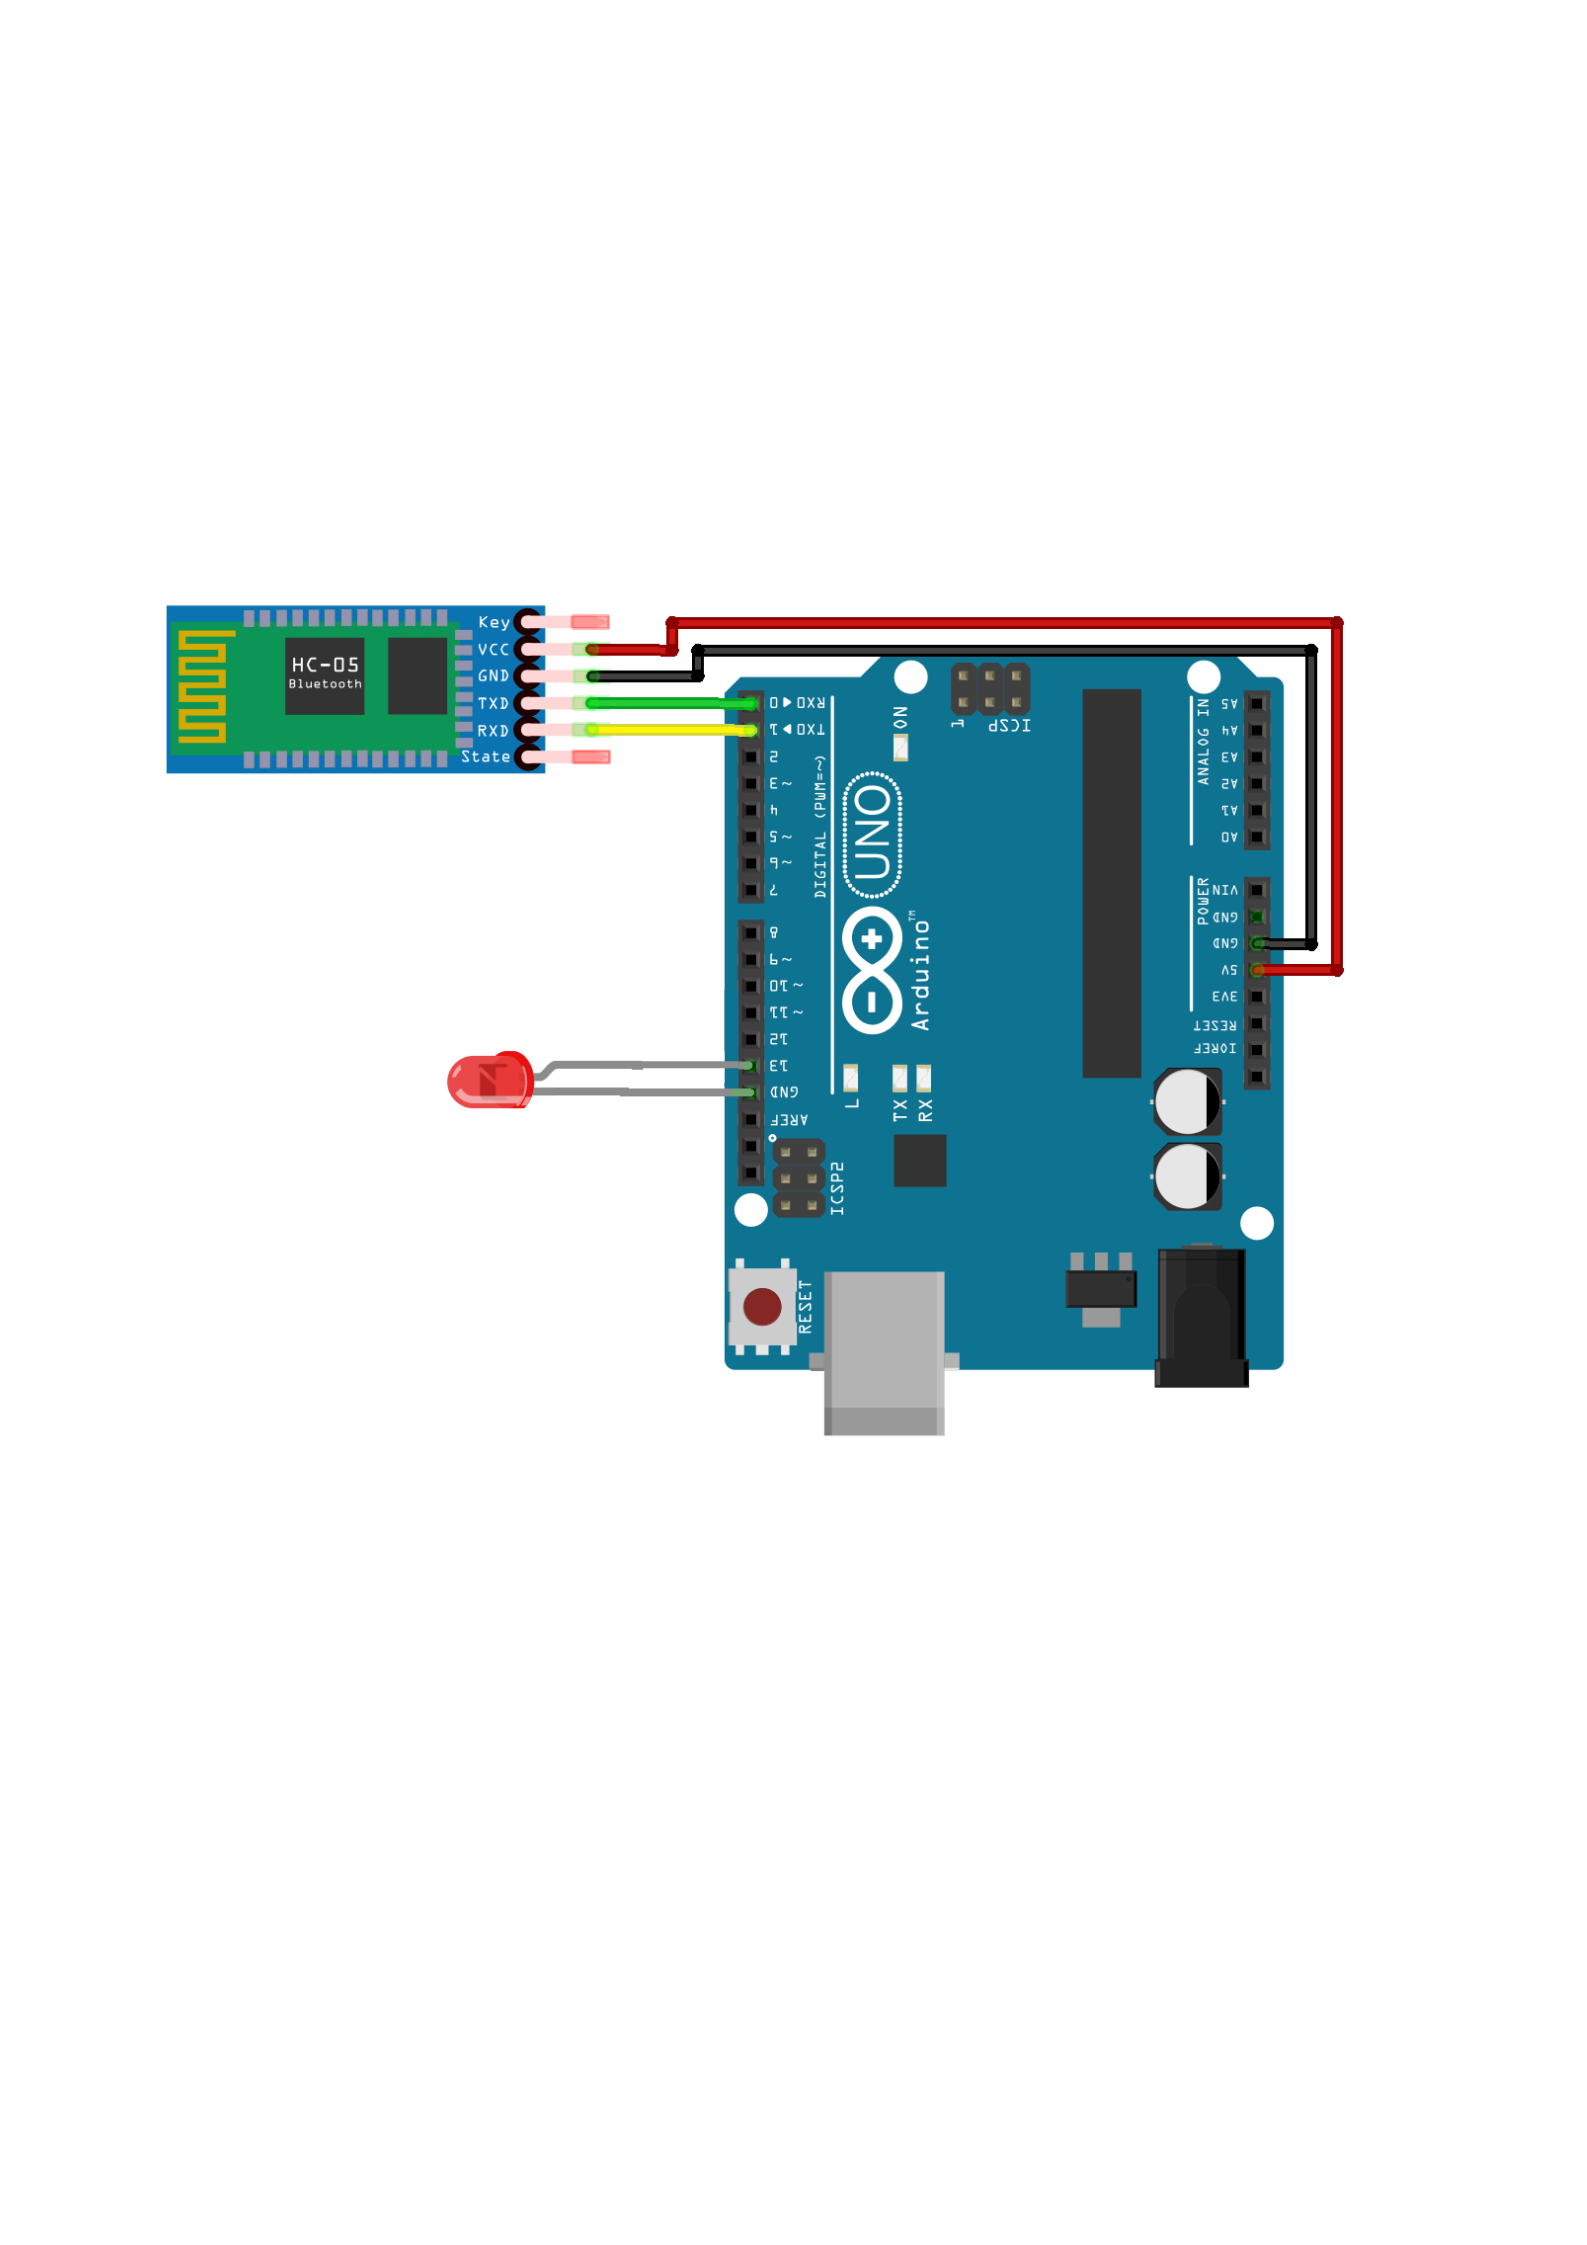 Key
VCC
GND
TXD
RXD
State
HC-05
Bluetooth
0◀RXD
1▶TXD
2
3~
4
5~
6~
7
8
9~
10~
11~
12
13
GND
AREF
DIGITAL (PWM=~)
ON
1
ICSP
UNO
Arduino™
L
TX
RX
ICSP2
RESET
ANALOG IN
A5
A4
A3
A2
A1
A0
POWER
VIN
GND
GND
5V
3V3
RESET
IOREF